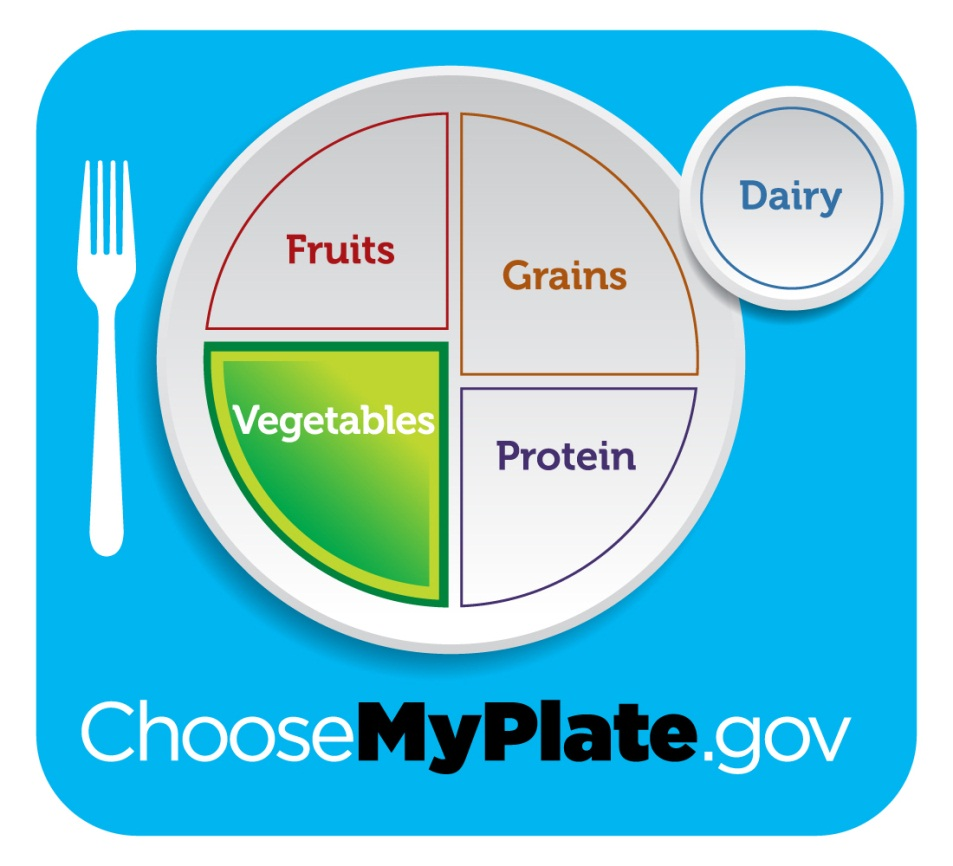 Dairy
Fruits
Grains
Vegetables
Protein
ChooseMyPlate.gov